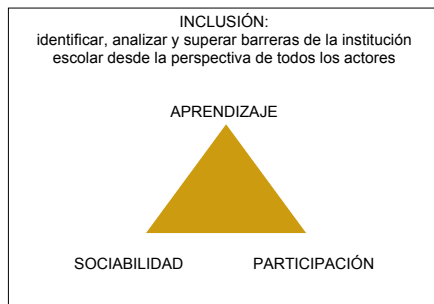 INCLUSIÓN:
identificar, analizar y superar barreras de la institución
escolar desde la perspectiva de todos los actores
APRENDIZAJE
SOCIABILIDAD PARTICIPACIÓN